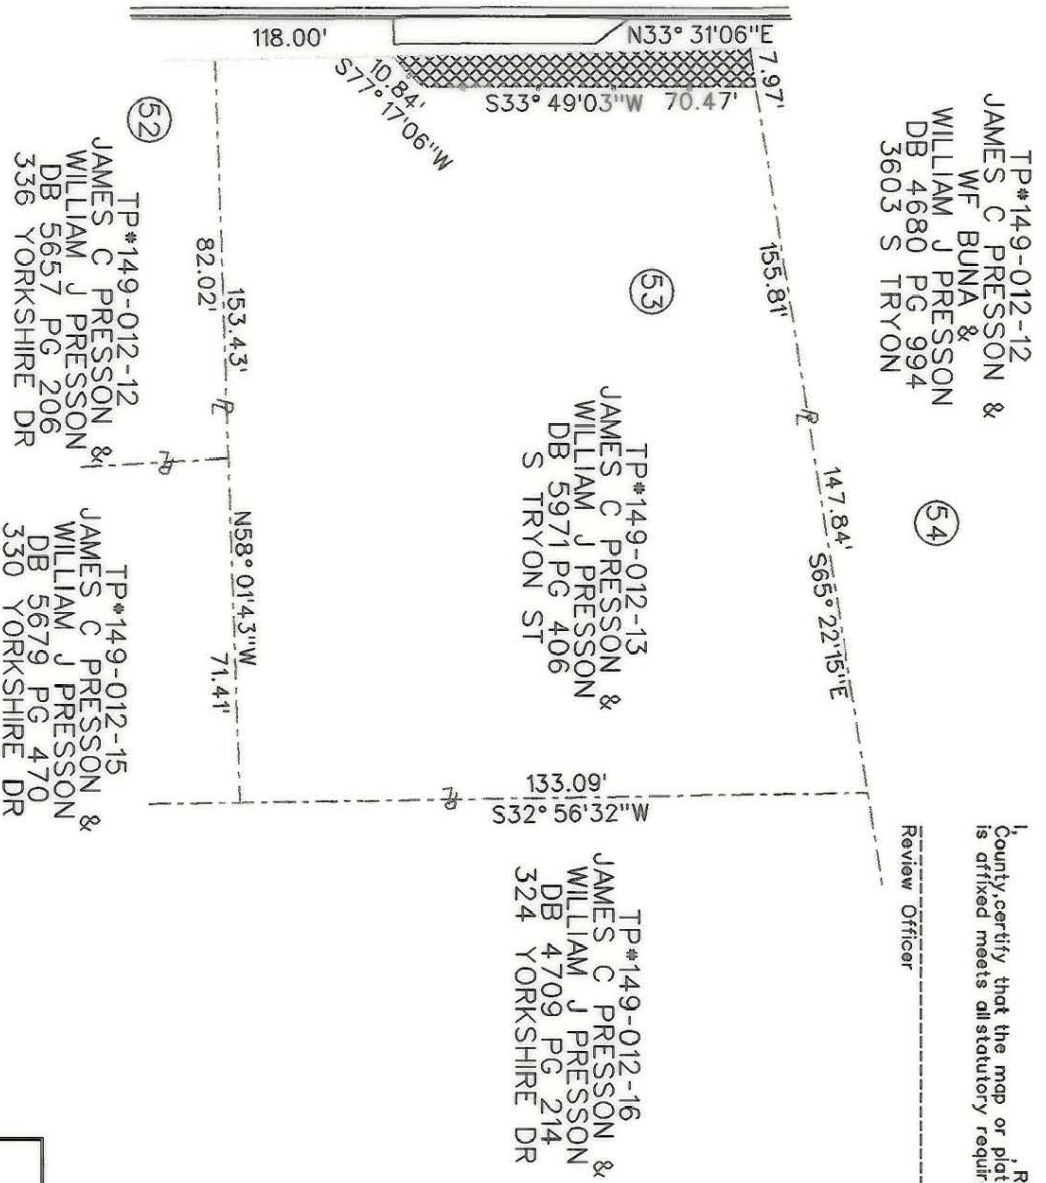 118.00'
N33° 31'06"E
7.97'
10.84'
S77° 17'06"W
S33° 49'03"W 70.47'
TP#149-012-12
JAMES C PRESSON &
WF BUNA &
WILLIAM J PRESSON
DB 4680 PG 994
3603 S TRYON
54
155.81'
PL
147.84'
S65° 22'15"E
53
TP#149-012-13
JAMES C PRESSON &
WILLIAM J PRESSON
DB 5971 PG 406
S TRYON ST
52
TP#149-012-12
JAMES C PRESSON &
WILLIAM J PRESSON
DB 5657 PG 206
336 YORKSHIRE DR
153.43'
82.02'
PL
PL
N58° 01'43"W
71.41'
TP#149-012-15
JAMES C PRESSON &
WILLIAM J PRESSON
DB 5679 PG 470
330 YORKSHIRE DR
133.09'
PL
S32° 56'32"W
TP#149-012-16
JAMES C PRESSON &
WILLIAM J PRESSON
DB 4709 PG 214
324 YORKSHIRE DR
I, , R
County,certify that the map or plat
is affixed meets all statutory requir
Review Officer